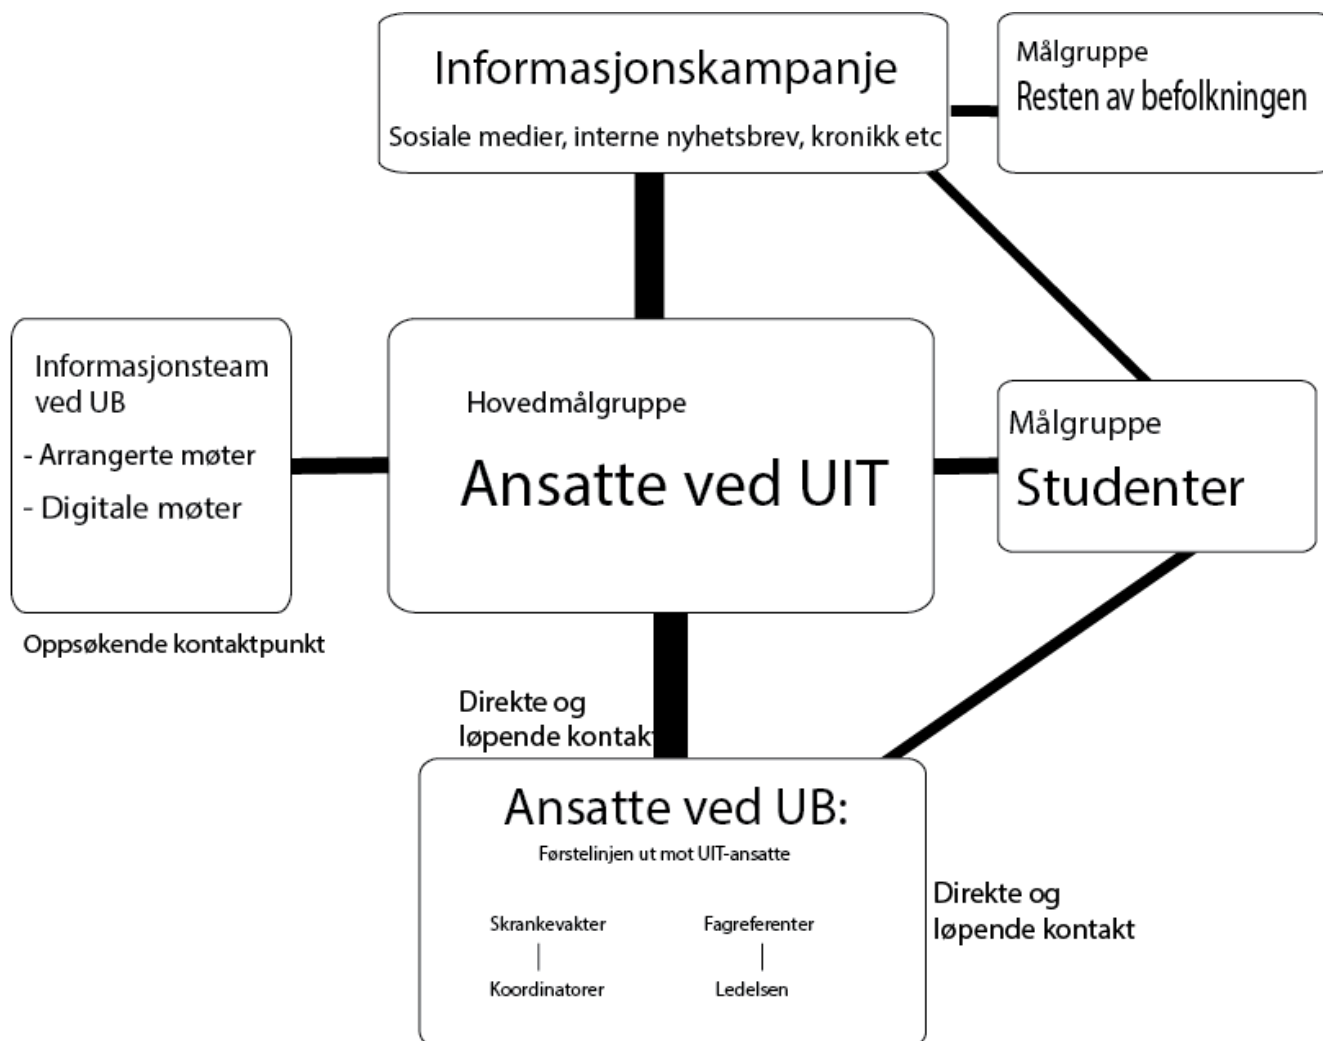 Informasjonskampanje
Sosiale medier, interne nyhetsbrev, kronikk etc
Målgruppe
Resten av befolkningen
Informasjonsteam
ved UB
- Arrangerte møter
- Digitale møter
Oppsøkende kontaktpunkt
Hovedmålgruppe
Ansatte ved UIT
Målgruppe
Studenter
Direkte og
løpende kontakt
Ansatte ved UB:
Førstelinjen ut mot UIT-ansatte
Skrankevakter
Fagreferenter
Koordinatorer
Ledelsen
Direkte og
løpende kontakt